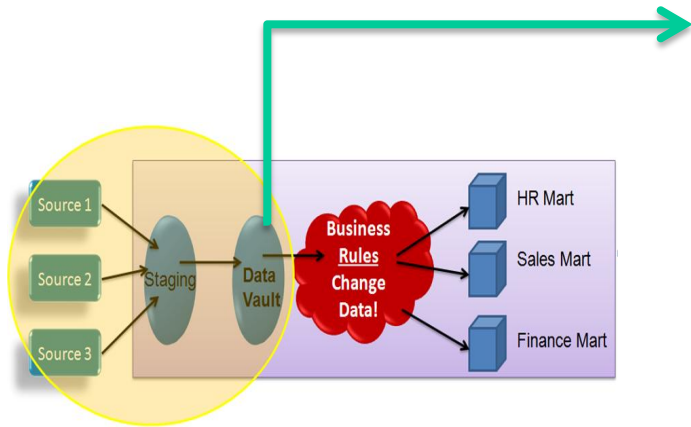 Source 1
Source 2
Source 3
Staging
Data
Vault
Business
Rules
Change
Data!
HR Mart
Sales Mart
Finance Mart